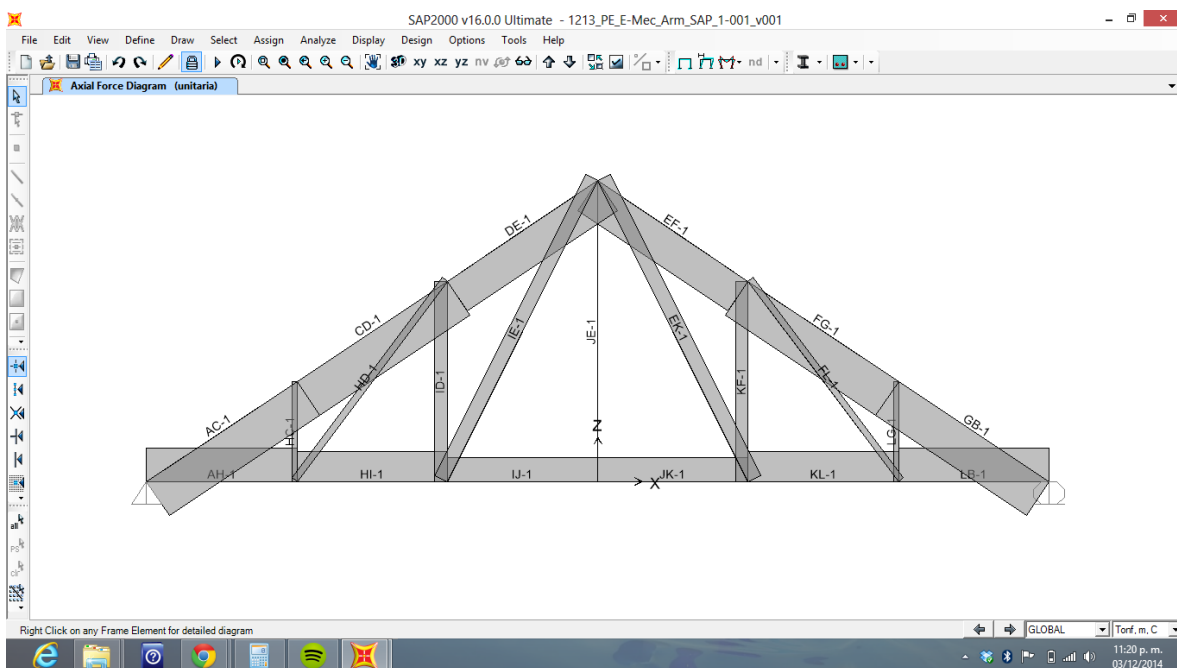 SAP2000 v16.0.0 Ultimate - 1213_PE_E-Mec_Arm_SAP_1-001_v001
File Edit View Define Draw Select Assign Analyze Display Design Options Tools Help
3D xy xz yz nv nd
Axial Force Diagram (unitaria)
DE-1 EF-1
CD-1 IE-1 JE-1 EK-1 FG-1
HD-1 ID-1 KF-1 FL-1
AC-1 HC-1 Z LG-1 GB-1
AH-1 HI-1 IJ-1 X JK-1 KL-1 LB-1
all
PS
clr
Right Click on any Frame Element for detailed diagram
GLOBAL Tonf, m, C
11:20 p. m.
03/12/2014